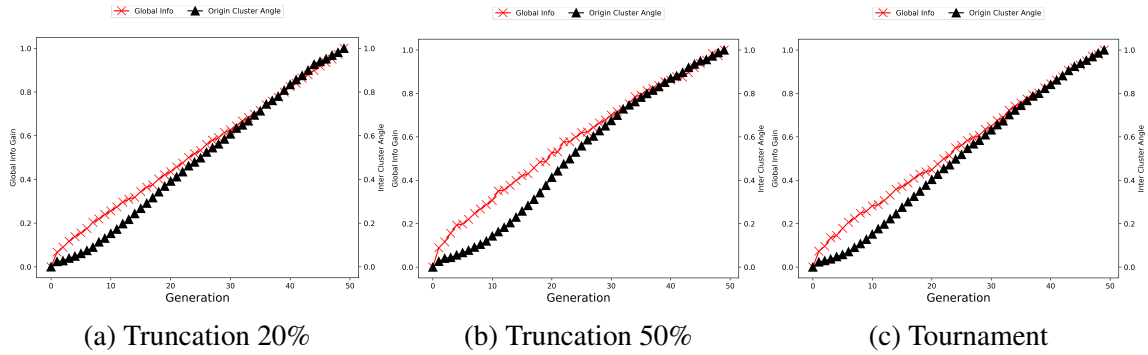 Global Info Origin Cluster Angle
Global Info Origin Cluster Angle
Global Info Origin Cluster Angle
Global Info Gain
1.0
0.8
0.6
0.4
0.2
0.0
0 10 20 30 40 50
Generation
1.0
0.8
0.6
0.4
0.2
0.0
Inter Cluster Angle
Global Info Gain
1.0
0.8
0.6
0.4
0.2
0.0
0 10 20 30 40 50
Generation
1.0
0.8
0.6
0.4
0.2
0.0
Inter Cluster Angle
Global Info Gain
1.0
0.8
0.6
0.4
0.2
0.0
0 10 20 30 40 50
Generation
1.0
0.8
0.6
0.4
0.2
0.0
Inter Cluster Angle
(a) Truncation 20%
(b) Truncation 50%
(c) Tournament